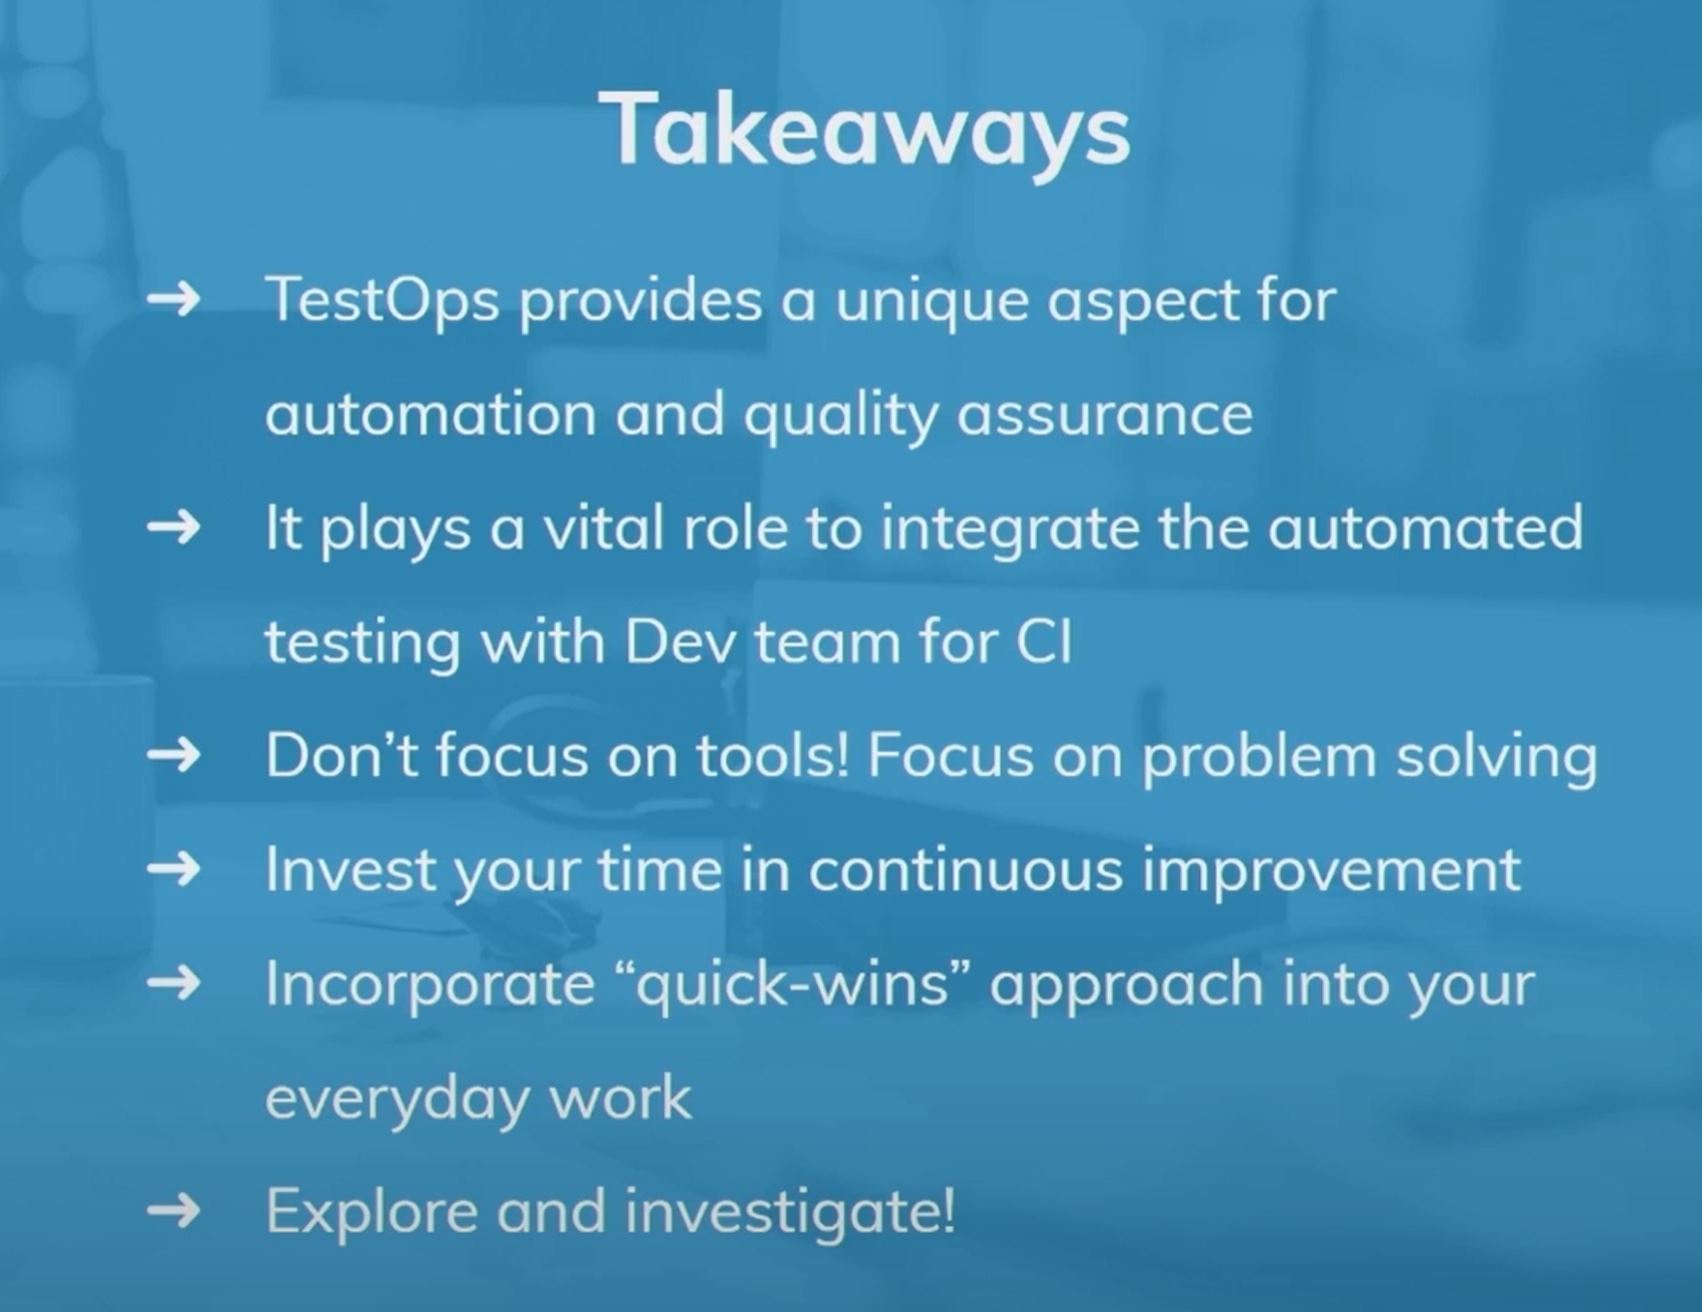 Takeaways
→ TestOps provides a unique aspect for
automation and quality assurance
→ It plays a vital role to integrate the automated
testing with Dev team for CI
→ Don’t focus on tools! Focus on problem solving
→ Invest your time in continuous improvement
→ Incorporate “quick-wins” approach into your
everyday work
→ Explore and investigate!